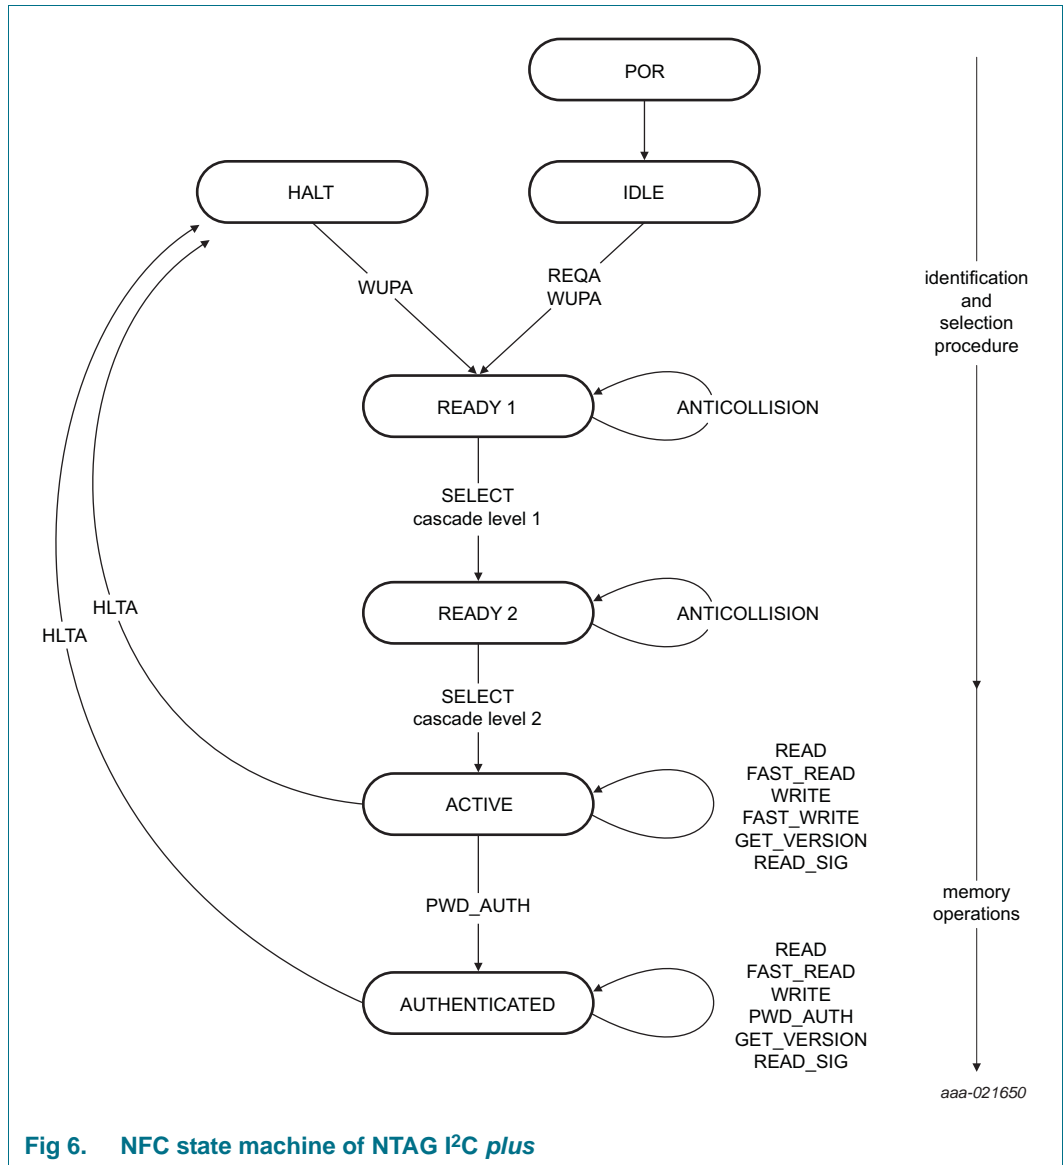 POR
HALT
IDLE
WUPA
REQA
WUPA
identification
and
selection
procedure
READY 1
ANTICOLLISION
SELECT
cascade level 1
READY 2
ANTICOLLISION
HLTA
HLTA
SELECT
cascade level 2
ACTIVE
READ
FAST_READ
WRITE
FAST_WRITE
GET_VERSION
READ_SIG
PWD_AUTH
memory
operations
AUTHENTICATED
READ
FAST_READ
WRITE
PWD_AUTH
GET_VERSION
READ_SIG
aaa-021650
Fig 6. NFC state machine of NTAG I²C plus